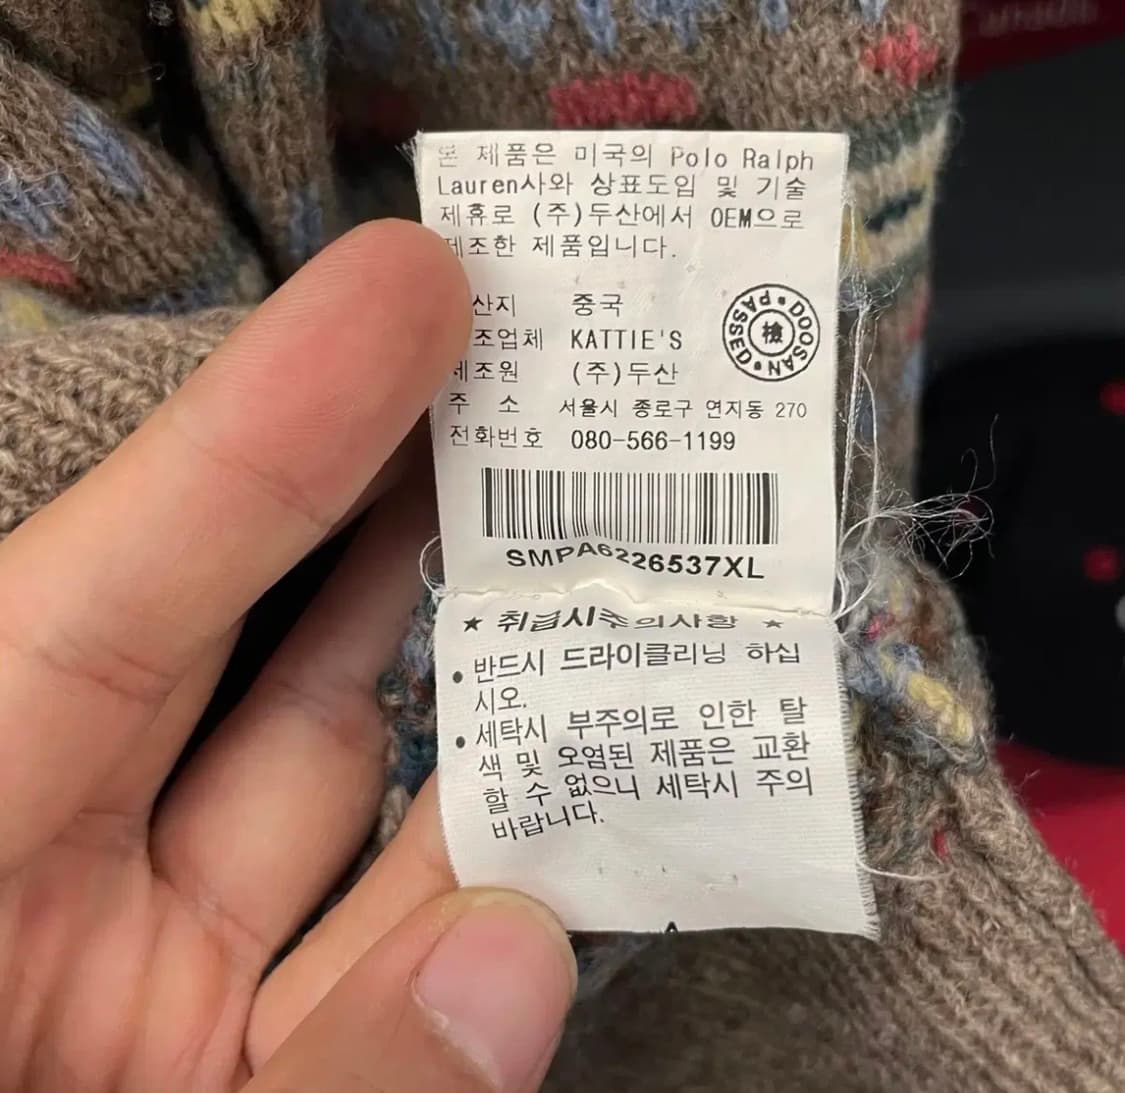 Canada
본 제품은 미국의 Polo Ralph
Lauren사와 상표도입 및 기술
제휴로 (주)두산에서 OEM으로
제조한 제품입니다.
산지 중국
조업체 KATTIE'S
제조원 (주)두산
주 소 서울시 종로구 연지동 270
전화번호 080-566-1199
DOOSAN PASSED
檢
SMPA6226537XL
★ 취급시주의사항 ★
• 반드시 드라이클리닝 하십
시오.
• 세탁시 부주의로 인한 탈
색 및 오염된 제품은 교환
할 수 없으니 세탁시 주의
바랍니다.